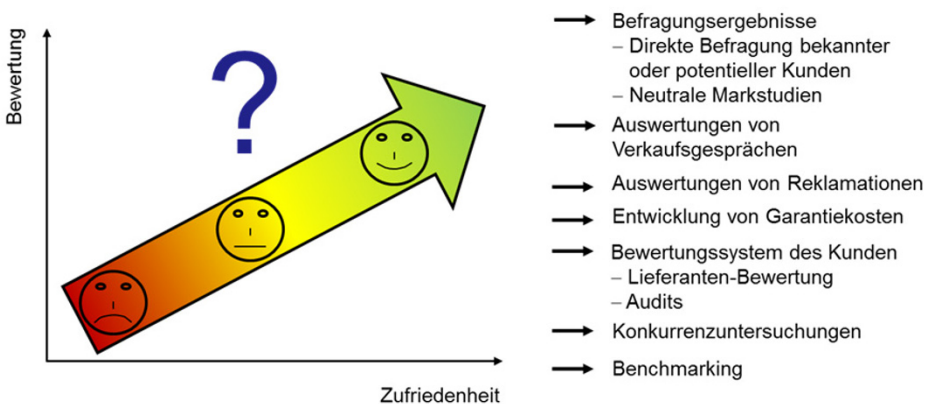 Bewertung
?
Zufriedenheit
Befragungsergebnisse
– Direkte Befragung bekannter
oder potentieller Kunden
– Neutrale Markstudien
Auswertungen von
Verkaufsgesprächen
Auswertungen von Reklamationen
Entwicklung von Garantiekosten
Bewertungssystem des Kunden
– Lieferanten-Bewertung
– Audits
Konkurrenzuntersuchungen
Benchmarking